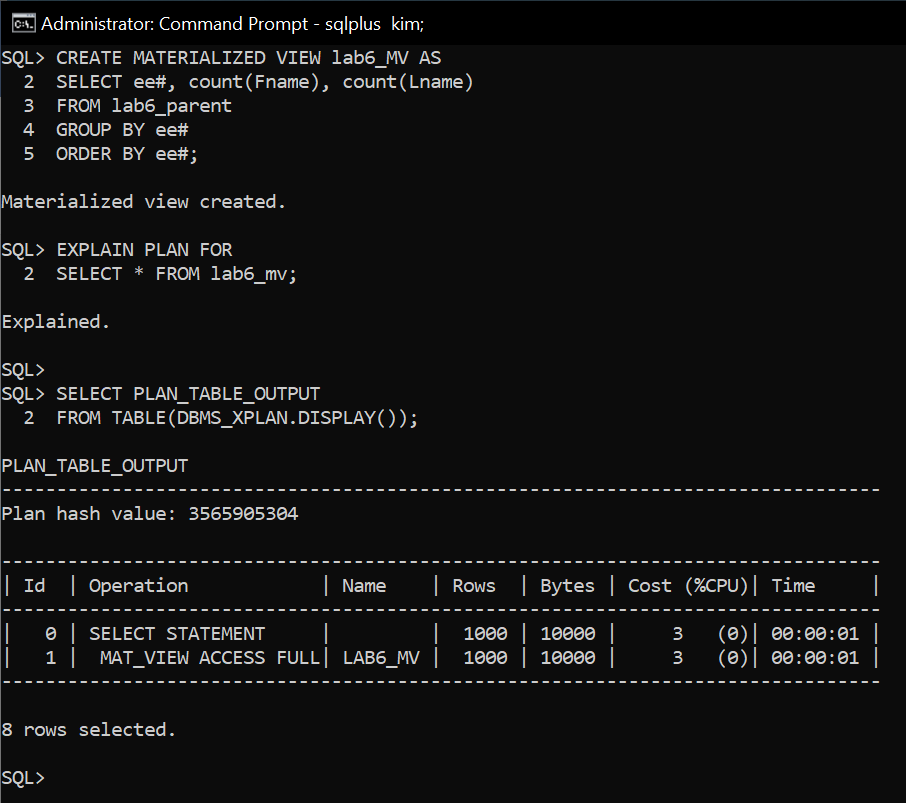 Administrator: Command Prompt - sqlplus  kim;
SQL> CREATE MATERIALIZED VIEW lab6_MV AS
  2  SELECT ee#, count(Fname), count(Lname)
  3  FROM lab6_parent
  4  GROUP BY ee#
  5  ORDER BY ee#;
Materialized view created.
SQL> EXPLAIN PLAN FOR
  2  SELECT * FROM lab6_mv;
Explained.
SQL>
SQL> SELECT PLAN_TABLE_OUTPUT
  2  FROM TABLE(DBMS_XPLAN.DISPLAY());
PLAN_TABLE_OUTPUT
--------------------------------------------------------------------------------
Plan hash value: 3565905304
--------------------------------------------------------------------------------
| Id  | Operation            | Name    | Rows  | Bytes | Cost (%CPU)| Time     |
--------------------------------------------------------------------------------
|   0 | SELECT STATEMENT     |         |  1000 | 10000 |     3   (0)| 00:00:01 |
|   1 |  MAT_VIEW ACCESS FULL| LAB6_MV |  1000 | 10000 |     3   (0)| 00:00:01 |
--------------------------------------------------------------------------------
8 rows selected.
SQL>